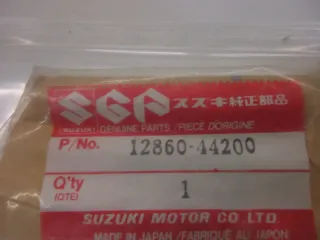 SGP スズキ純正部品
SUZUKI GENUINE PARTS / PIECE D'ORIGINE
P/No. 12860-44200
Q'ty 1
(QTE)
SUZUKI MOTOR CO.,LTD.
MADE IN JAPAN / FABRIQUÉ AU JAPON